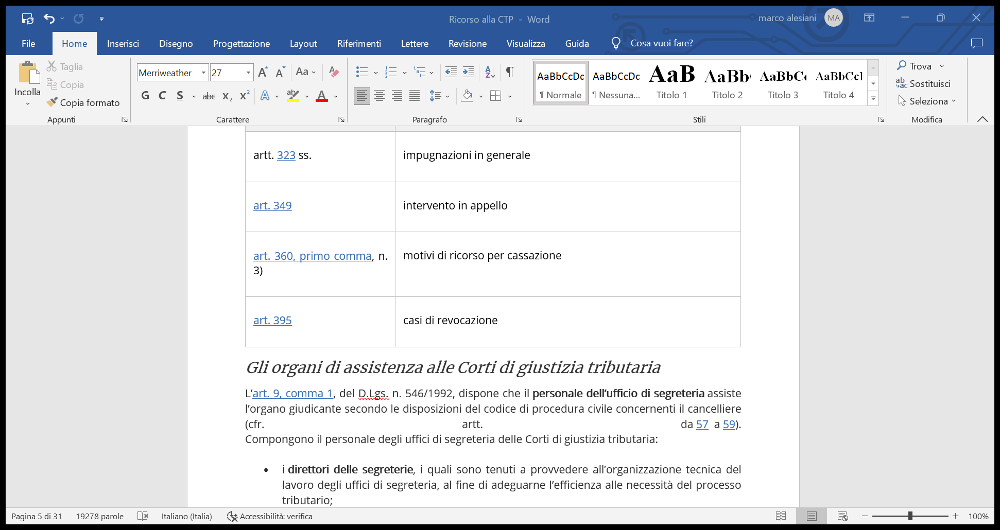 Ricorso alla CTP - Word
marco alesiani MA
File Home Inserisci Disegno Progettazione Layout Riferimenti Lettere Revisione Visualizza Guida Cosa vuoi fare?
Incolla
Taglia
Copia
Copia formato
Appunti
Merriweather 27
Aa
G C S abc x₂ x²
Carattere
Paragrafo
AaBbCcDc AaBbCcDc AaB AaBb AaBbC AaBbCcI
¶ Normale ¶ Nessuna... Titolo 1 Titolo 2 Titolo 3 Titolo 4
Stili
Trova
Sostituisci
Seleziona
Modifica
artt. 323 ss. impugnazioni in generale
art. 349 intervento in appello
art. 360, primo comma, n. motivi di ricorso per cassazione
3)
art. 395 casi di revocazione
Gli organi di assistenza alle Corti di giustizia tributaria
L’art. 9, comma 1, del D.Lgs. n. 546/1992, dispone che il personale dell’ufficio di segreteria assiste
l’organo giudicante secondo le disposizioni del codice di procedura civile concernenti il cancelliere
(cfr. artt. da 57 a 59).
Compongono il personale degli uffici di segreteria delle Corti di giustizia tributaria:
• i direttori delle segreterie, i quali sono tenuti a provvedere all’organizzazione tecnica del
lavoro degli uffici di segreteria, al fine di adeguarne l’efficienza alle necessità del processo
tributario;
Pagina 5 di 31 19278 parole Italiano (Italia) Accessibilità: verifica 100%